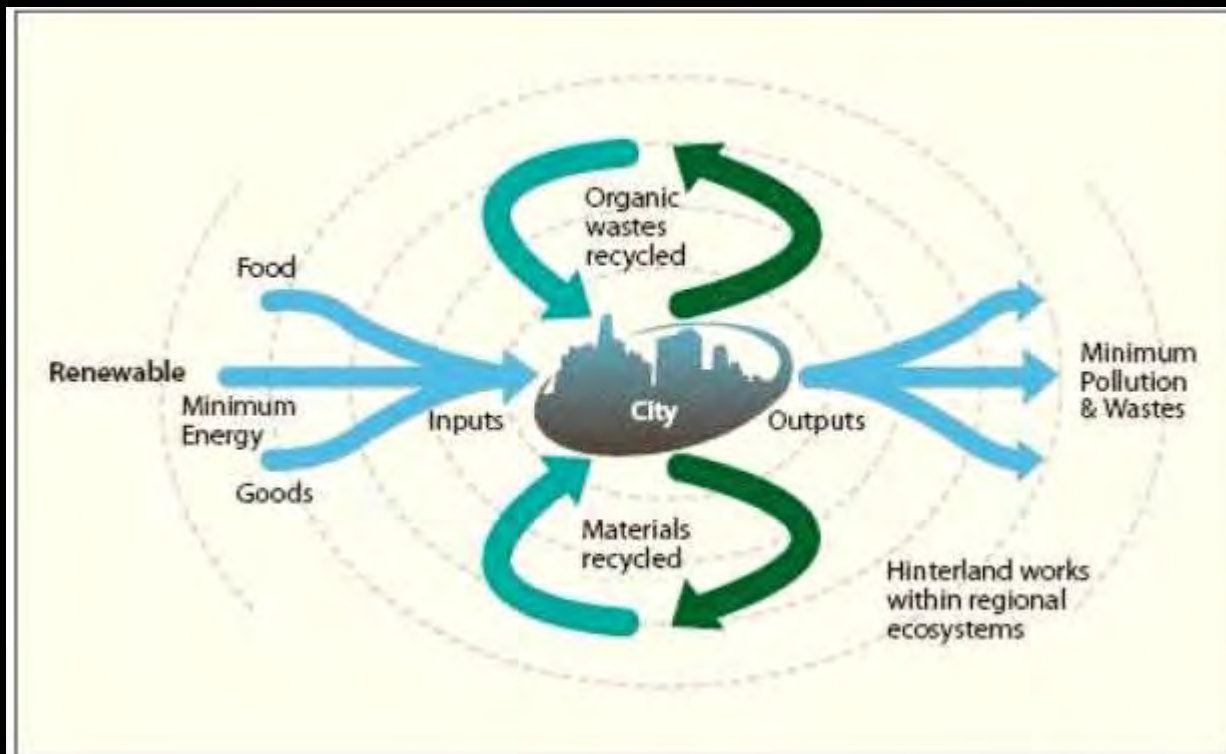 Organic
wastes
recycled
Food
Renewable
Minimum
Energy
Goods
Inputs
City
Outputs
Minimum
Pollution
& Wastes
Materials
recycled
Hinterland works
within regional
ecosystems